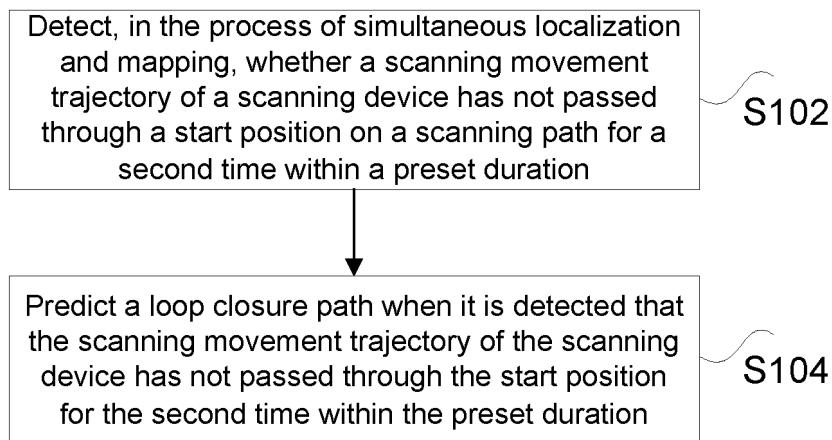 Detect, in the process of simultaneous localization
and mapping, whether a scanning movement
trajectory of a scanning device has not passed
through a start position on a scanning path for a
second time within a preset duration
S102
Predict a loop closure path when it is detected that
the scanning movement trajectory of the scanning
device has not passed through the start position
for the second time within the preset duration
S104